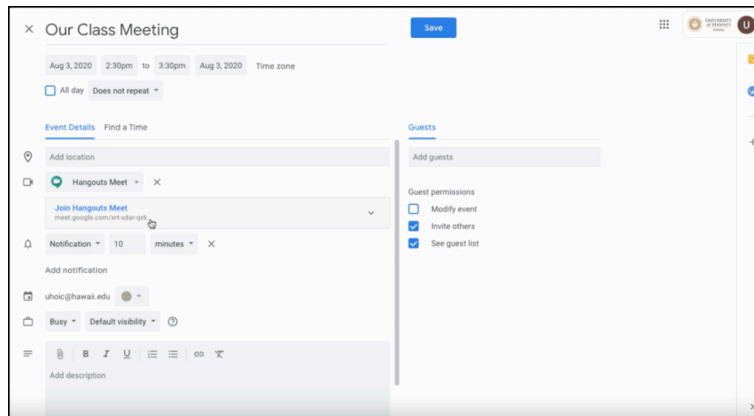 Our Class Meeting
Save
UNIVERSITY
of HAWAIʻI
U
Aug 3, 2020 2:30pm to 3:30pm Aug 3, 2020 Time zone
All day Does not repeat
Event Details Find a Time
Guests
Add location
Add guests
Hangouts Meet
Guest permissions
Join Hangouts Meet
Modify event
Invite others
Notification 10 minutes
See guest list
Add notification
uhoic@hawaii.edu
Busy Default visibility
B I U
Add description